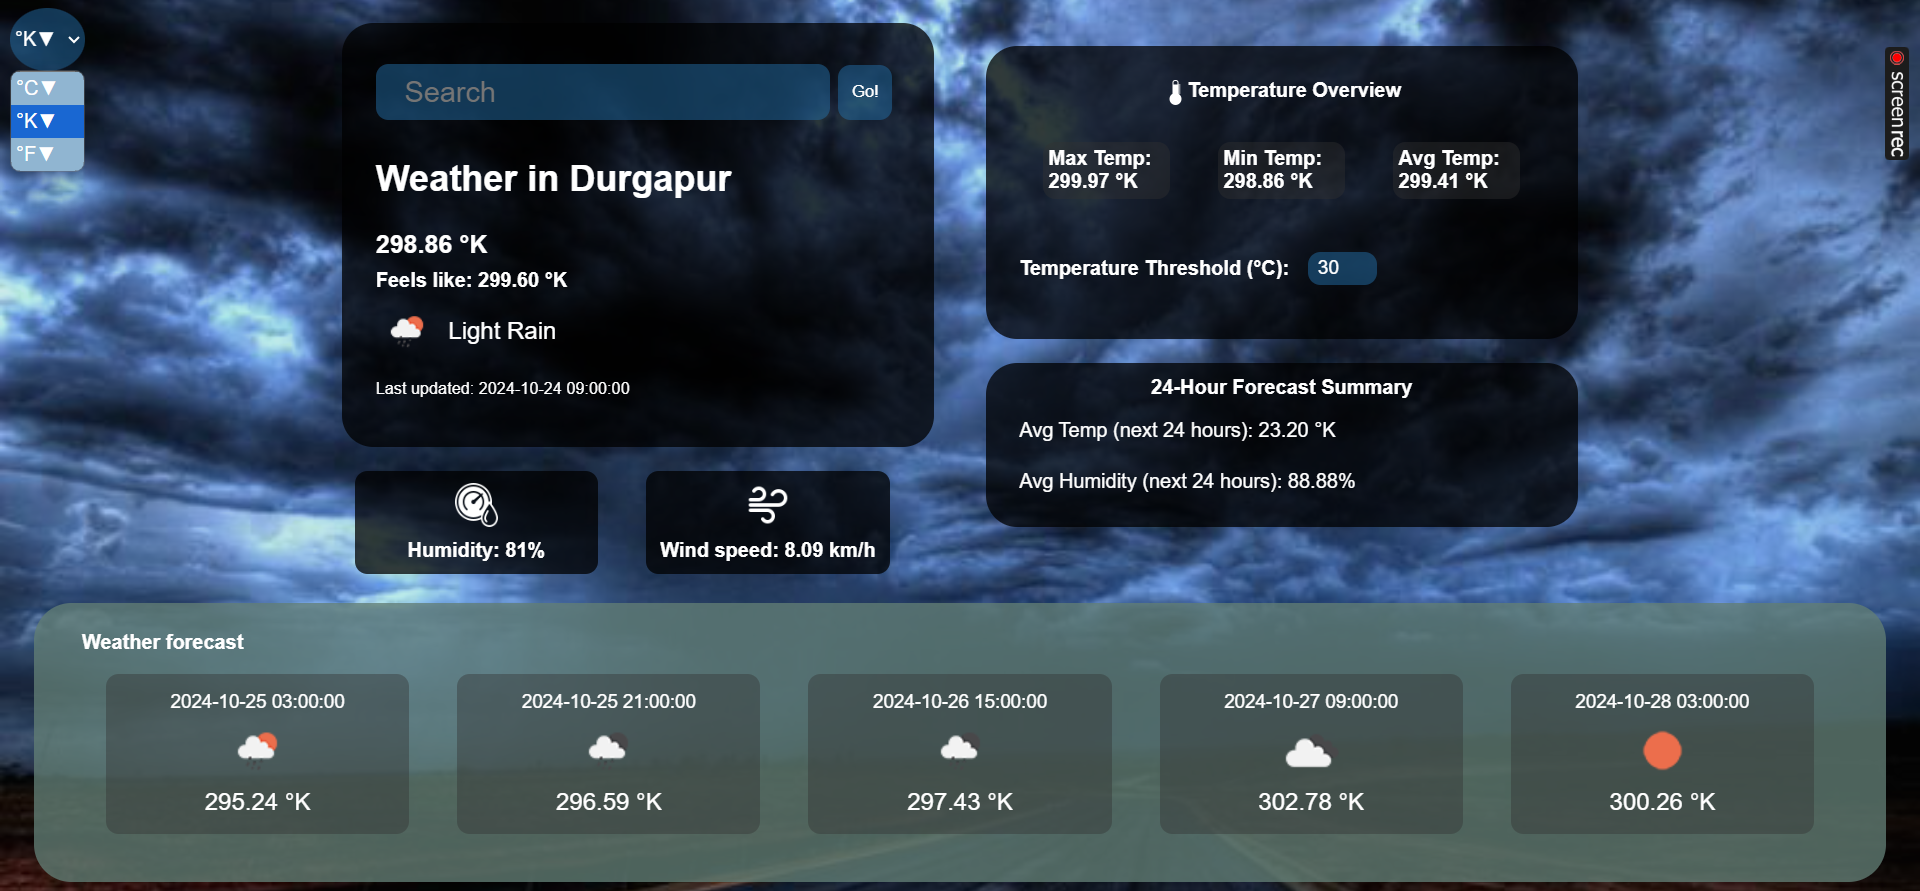 °K▼
°C▼
°K▼
°F▼
Search
Go!
Weather in Durgapur
298.86 °K
Feels like: 299.60 °K
Light Rain
Last updated: 2024-10-24 09:00:00
Humidity: 81%
Wind speed: 8.09 km/h
Temperature Overview
Max Temp:
299.97 °K
Min Temp:
298.86 °K
Avg Temp:
299.41 °K
Temperature Threshold (°C):
30
24-Hour Forecast Summary
Avg Temp (next 24 hours): 23.20 °K
Avg Humidity (next 24 hours): 88.88%
screenrec
Weather forecast
2024-10-25 03:00:00
295.24 °K
2024-10-25 21:00:00
296.59 °K
2024-10-26 15:00:00
297.43 °K
2024-10-27 09:00:00
302.78 °K
2024-10-28 03:00:00
300.26 °K